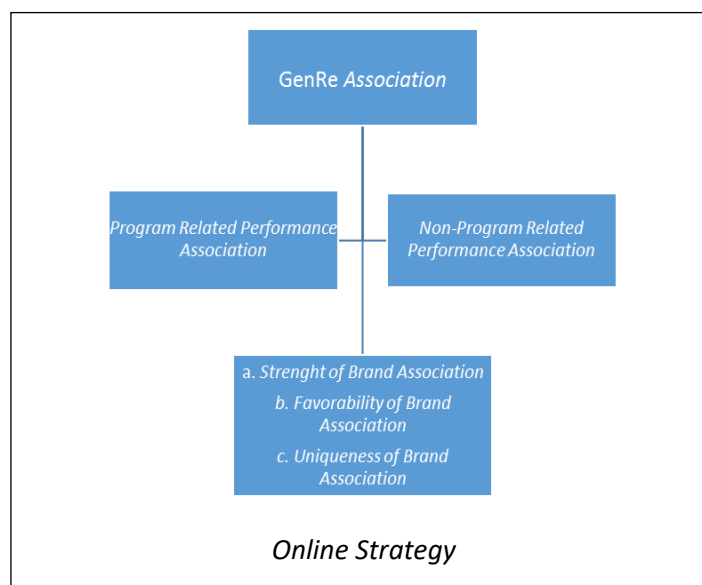 GenRe Association
Program Related Performance
Association
Non-Program Related
Performance Association
a. Strenght of Brand Association
b. Favorability of Brand
Association
c. Uniqueness of Brand
Association
Online Strategy